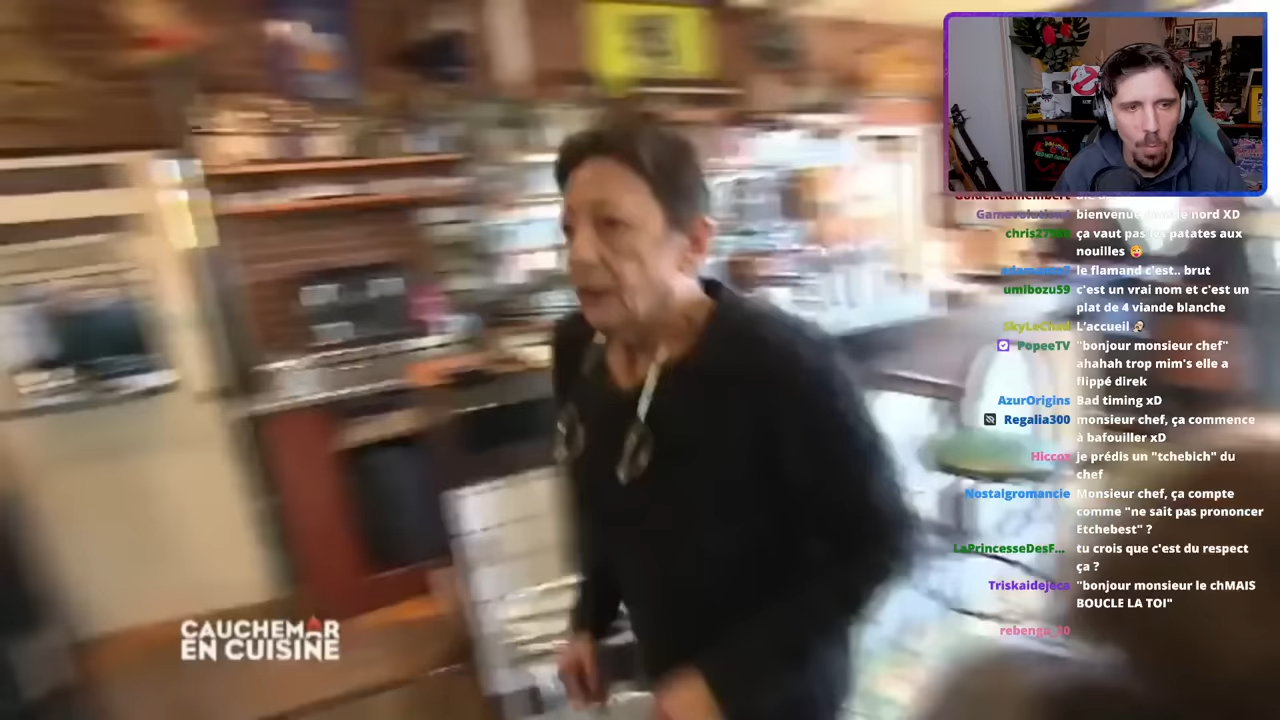 bienvenue
le nord XD
ça vaut pas les patates aux
nouilles 😜
le flamand c'est.. brut
umibozu59 c'est un vrai nom et c'est un
plat de 4 viande blanche
SkyLeChad L'accueil
PopeeTV "bonjour monsieur chef"
ahahah trop mim's elle a
flippé direk
AzurOrigins Bad timing xD
Regalia300 monsieur chef, ça commence
à bafouiller xD
Hiccoz je prédis un "tchebich" du
chef
Nostalgromancie Monsieur chef, ça compte
comme "ne sait pas prononcer
Etchebest" ?
LaPrincesseDesF... tu crois que c'est du respect
ça ?
Triskaidejeca "bonjour monsieur le chMAIS
BOUCLE LA TOI"
CAUCHEMAR
EN CUISINE